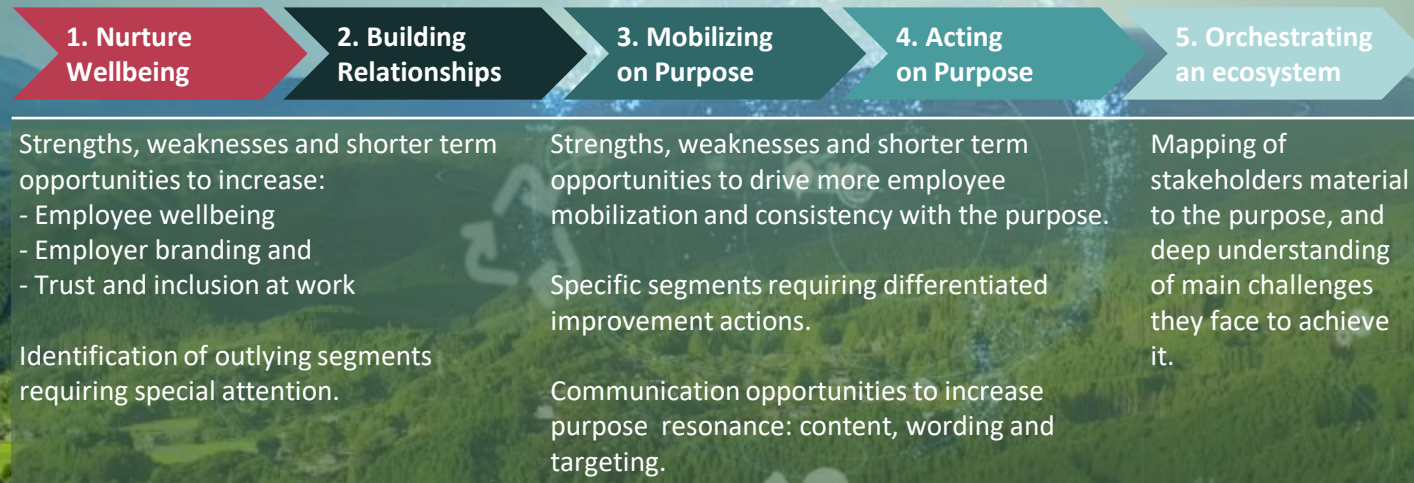 1. Nurture
Wellbeing
2. Building
Relationships
3. Mobilizing
on Purpose
4. Acting
on Purpose
5. Orchestrating
an ecosystem
Strengths, weaknesses and shorter term
opportunities to increase:
- Employee wellbeing
- Employer branding and
- Trust and inclusion at work
Identification of outlying segments
requiring special attention.
Strengths, weaknesses and shorter term
opportunities to drive more employee
mobilization and consistency with the purpose.
Specific segments requiring differentiated
improvement actions.
Communication opportunities to increase
purpose  resonance: content, wording and
targeting.
Mapping of
stakeholders material
to the purpose, and
deep understanding
of main challenges
they face to achieve
it.